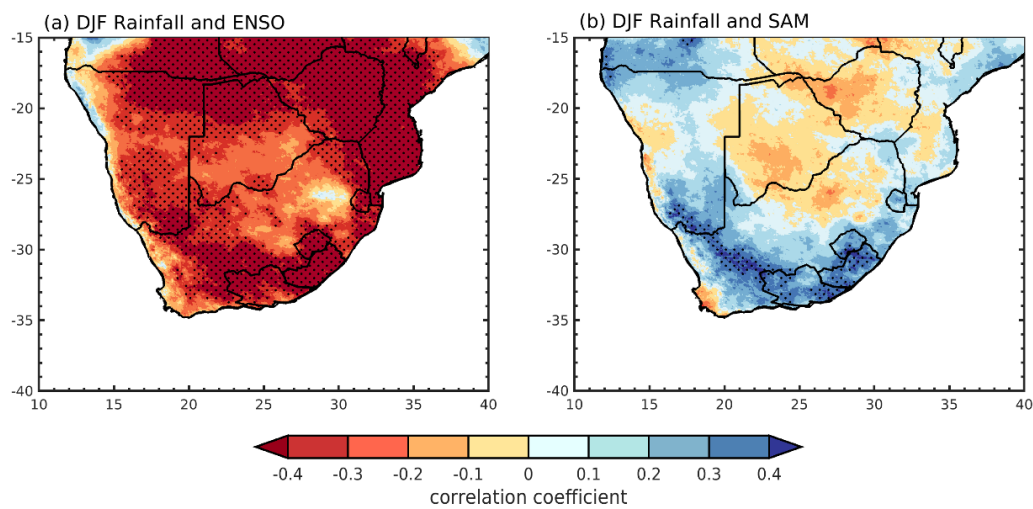 (a) DJF Rainfall and ENSO
(b) DJF Rainfall and SAM
-15
-20
-25
-30
-35
-40
10 15 20 25 30 35 40
-15
-20
-25
-30
-35
-40
10 15 20 25 30 35 40
-0.4 -0.3 -0.2 -0.1 0 0.1 0.2 0.3 0.4
correlation coefficient